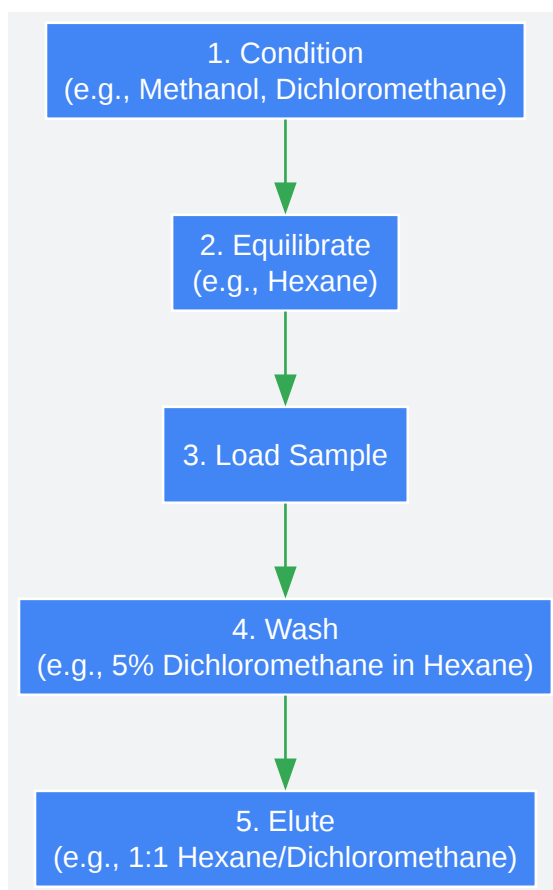 1. Condition
(e.g., Methanol, Dichloromethane)
2. Equilibrate
(e.g., Hexane)
3. Load Sample
4. Wash
(e.g., 5% Dichloromethane in Hexane)
5. Elute
(e.g., 1:1 Hexane/Dichloromethane)